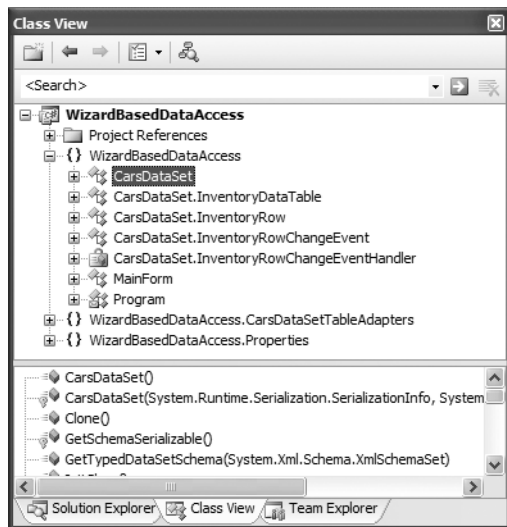 Class View
<Search>
WizardBasedDataAccess
Project References
{} WizardBasedDataAccess
CarsDataSet
CarsDataSet.InventoryDataTable
CarsDataSet.InventoryRow
CarsDataSet.InventoryRowChangeEvent
CarsDataSet.InventoryRowChangeEventHandler
MainForm
Program
{} WizardBasedDataAccess.CarsDataSetTableAdapters
{} WizardBasedDataAccess.Properties
CarsDataSet()
CarsDataSet(System.Runtime.Serialization.SerializationInfo, System
Clone()
GetSchemaSerializable()
GetTypedDataSetSchema(System.Xml.Schema.XmlSchemaSet)
Solution Explorer Class View Team Explorer